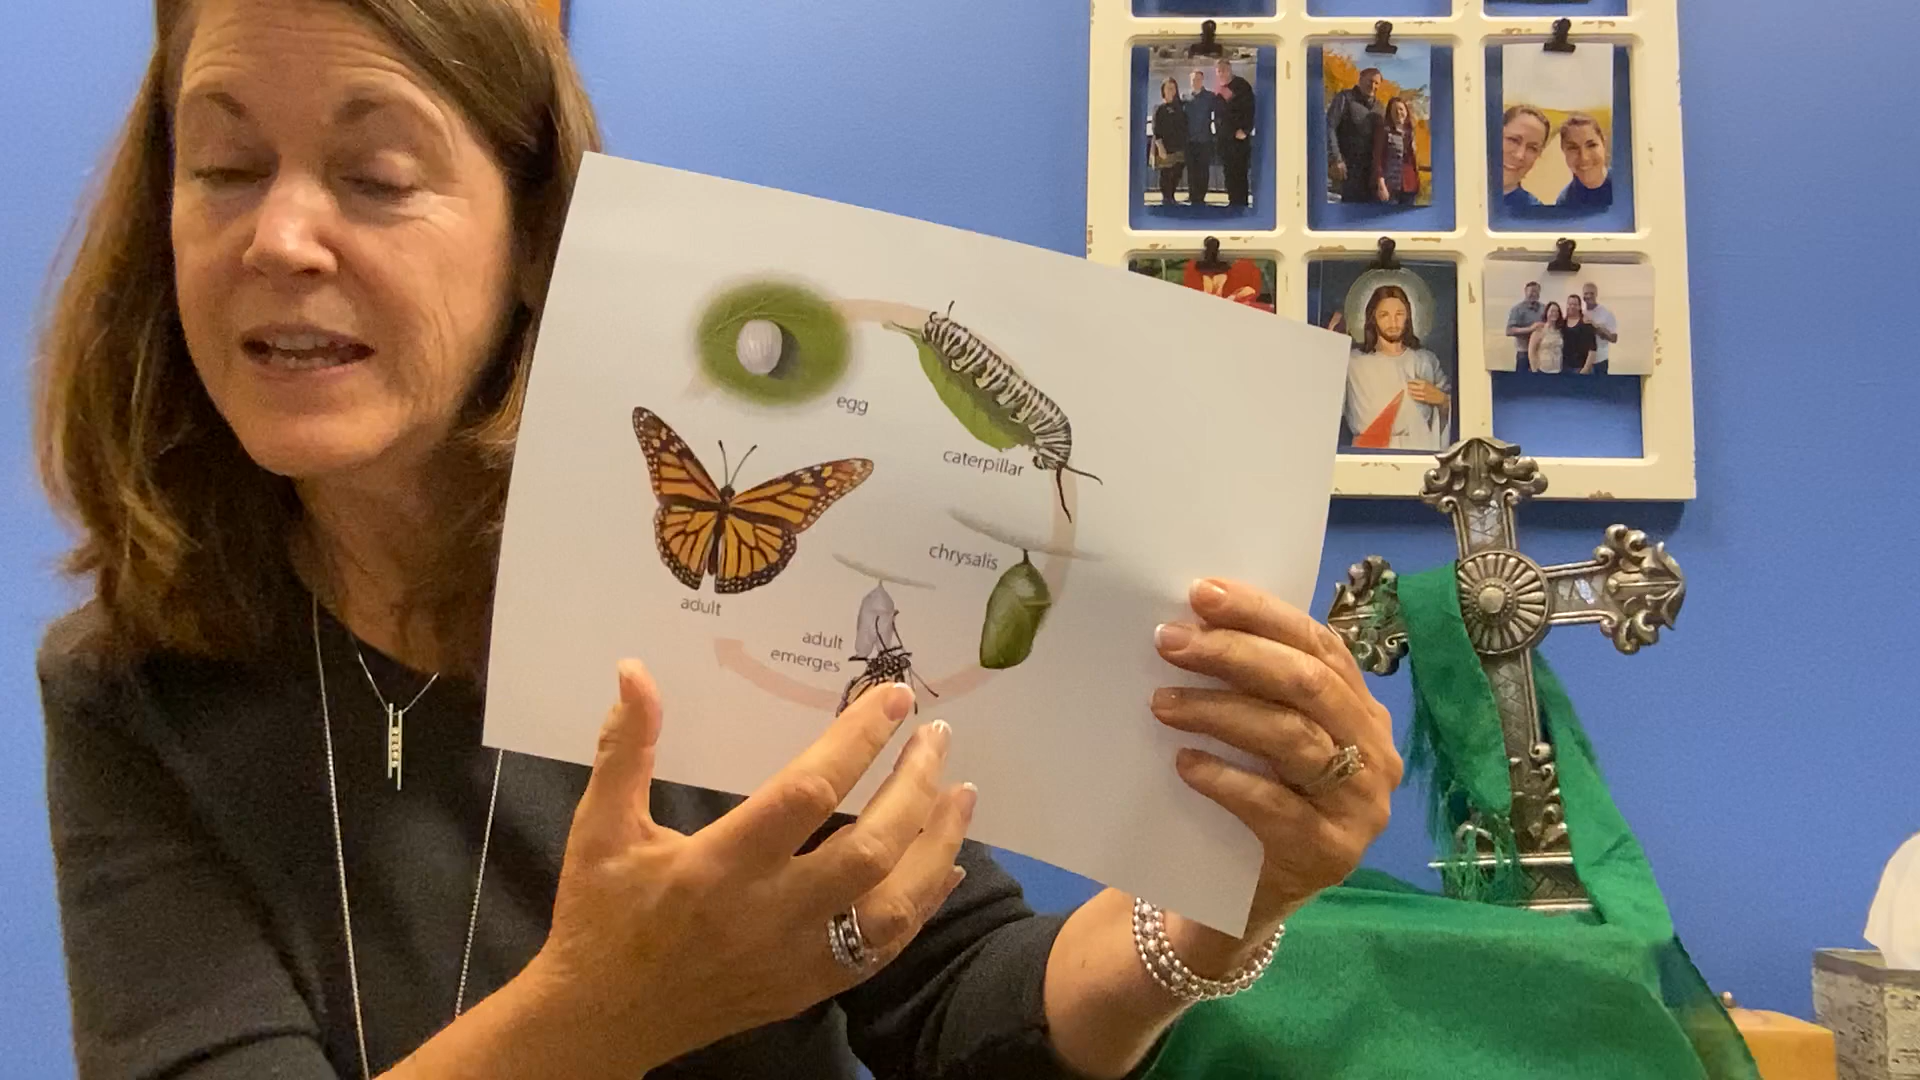 egg
caterpillar
chrysalis
adult
emerges
adult